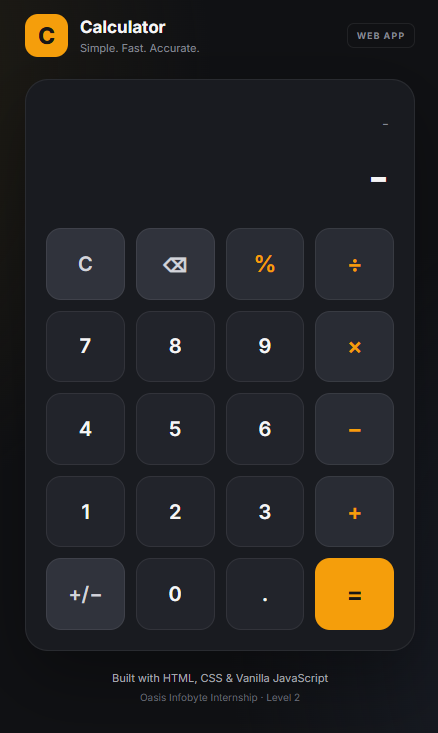 C
Calculator
Simple. Fast. Accurate.
WEB APP
-
-
C ⌫ % ÷
7 8 9 ×
4 5 6 −
1 2 3 +
+/− 0 . =
Built with HTML, CSS & Vanilla JavaScript
Oasis Infobyte Internship · Level 2